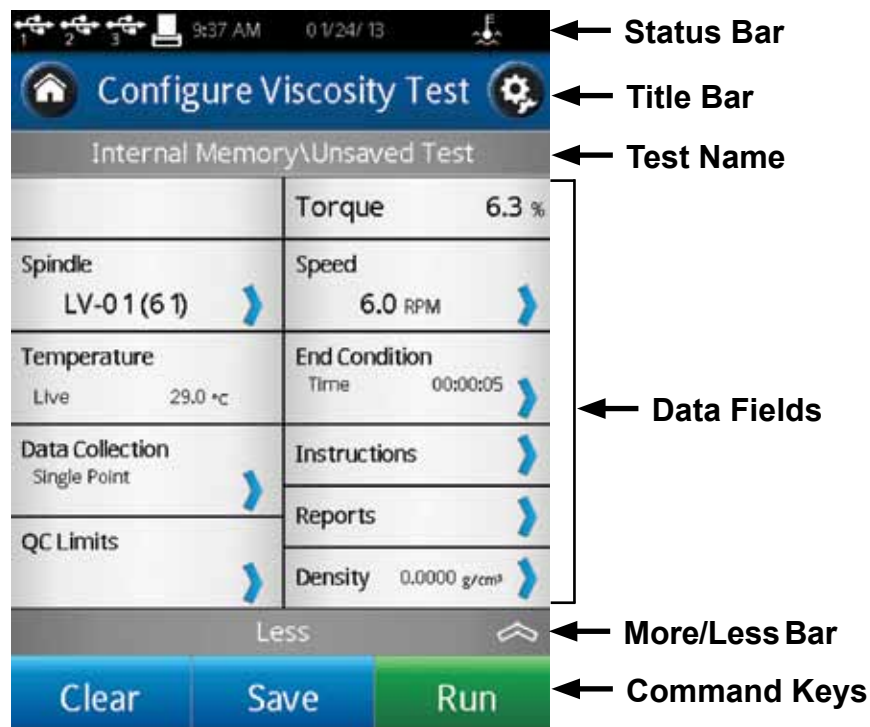 1 2 3 9:37 AM 01/24/13
Status Bar
Configure Viscosity Test
Title Bar
Internal Memory\Unsaved Test
Test Name
Torque 6.3 %
Spindle
LV-01(61)
Speed
6.0 RPM
Temperature
Live 29.0 °C
End Condition
Time 00:00:05
Data Fields
Data Collection
Single Point
Instructions
Reports
QC Limits
Density 0.0000 g/cm³
Less
More/Less Bar
Clear Save Run
Command Keys